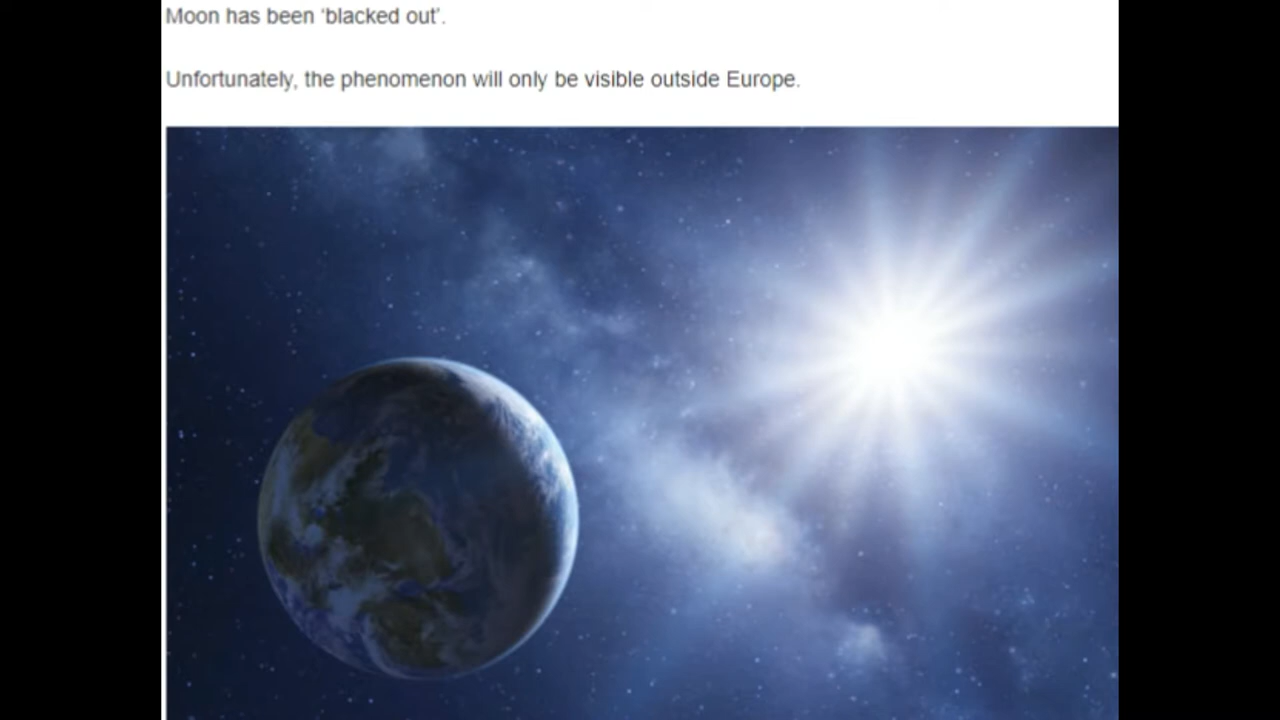 Moon has been ‘blacked out’.
Unfortunately, the phenomenon will only be visible outside Europe.